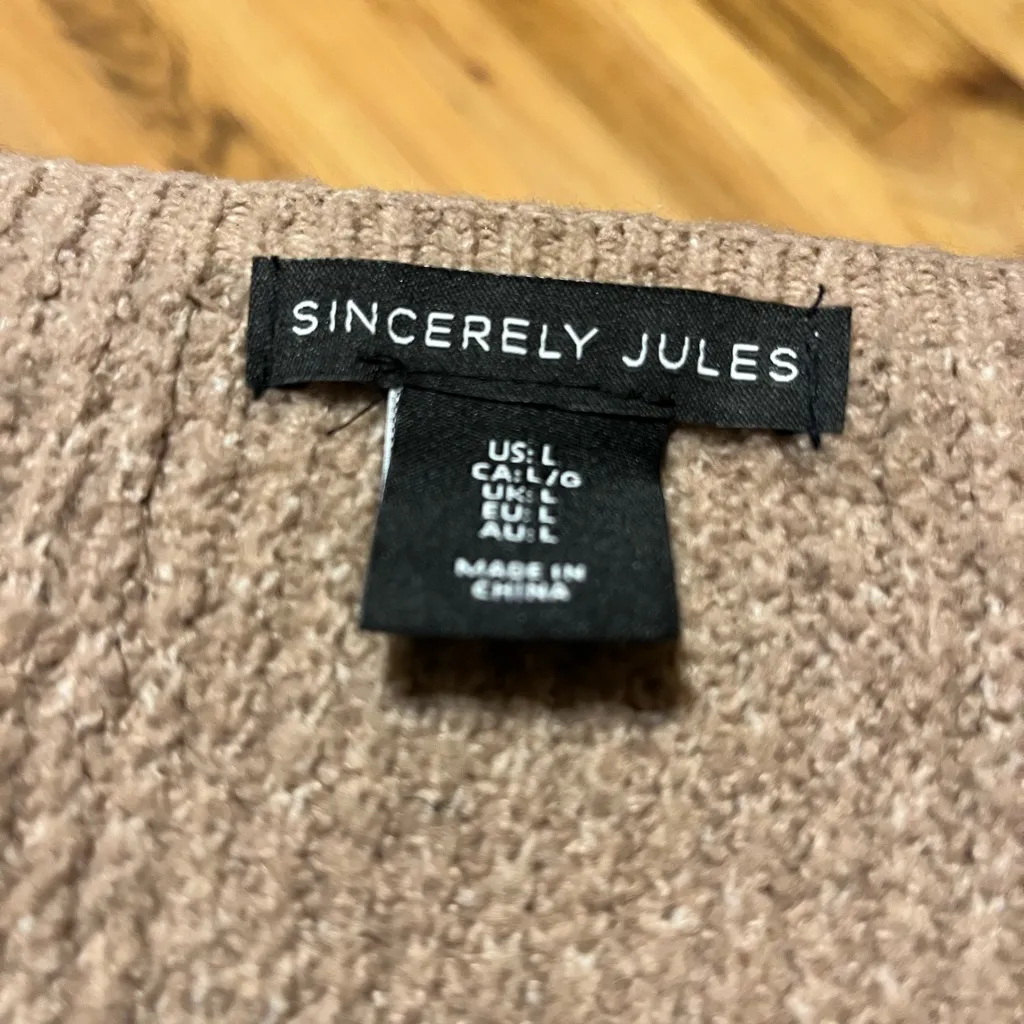 SINCERELY JULES
US: L
CA: L/G
UK: L
EU: L
AU: L
MADE IN
CHINA